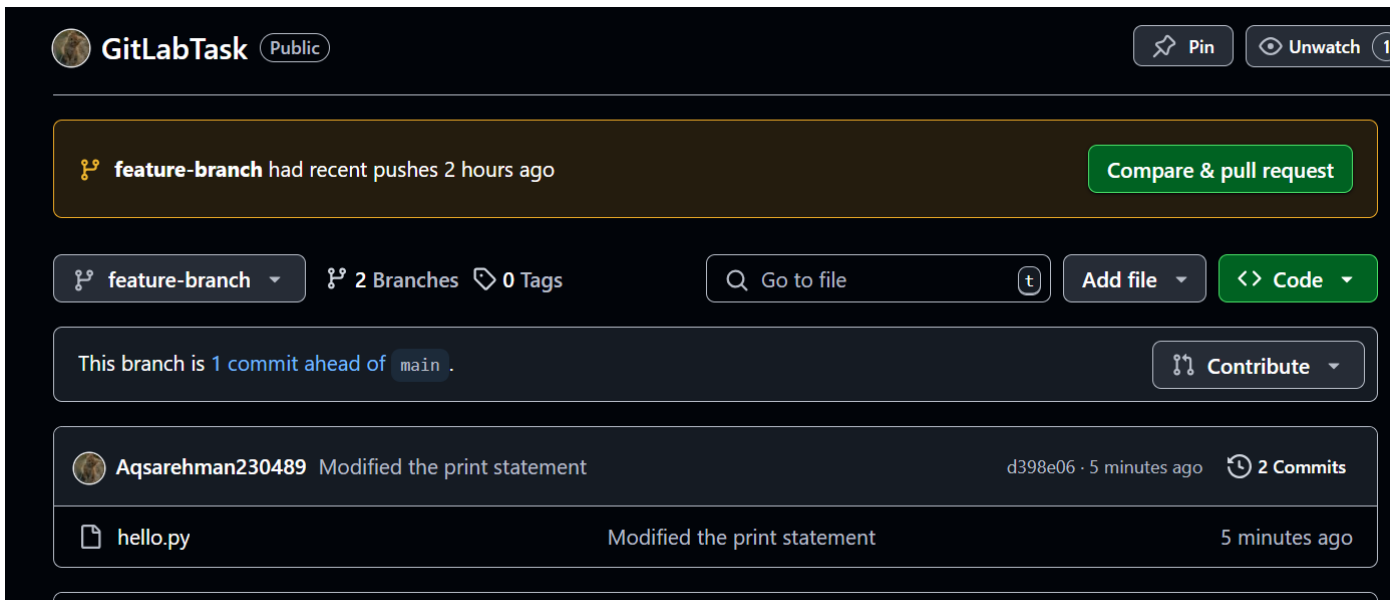 GitLabTask Public
Pin
Unwatch 1
feature-branch had recent pushes 2 hours ago
Compare & pull request
feature-branch
2 Branches
0 Tags
Go to file
t
Add file
Code
This branch is 1 commit ahead of main .
Contribute
Aqsarehman230489 Modified the print statement
d398e06 · 5 minutes ago
2 Commits
hello.py
Modified the print statement
5 minutes ago